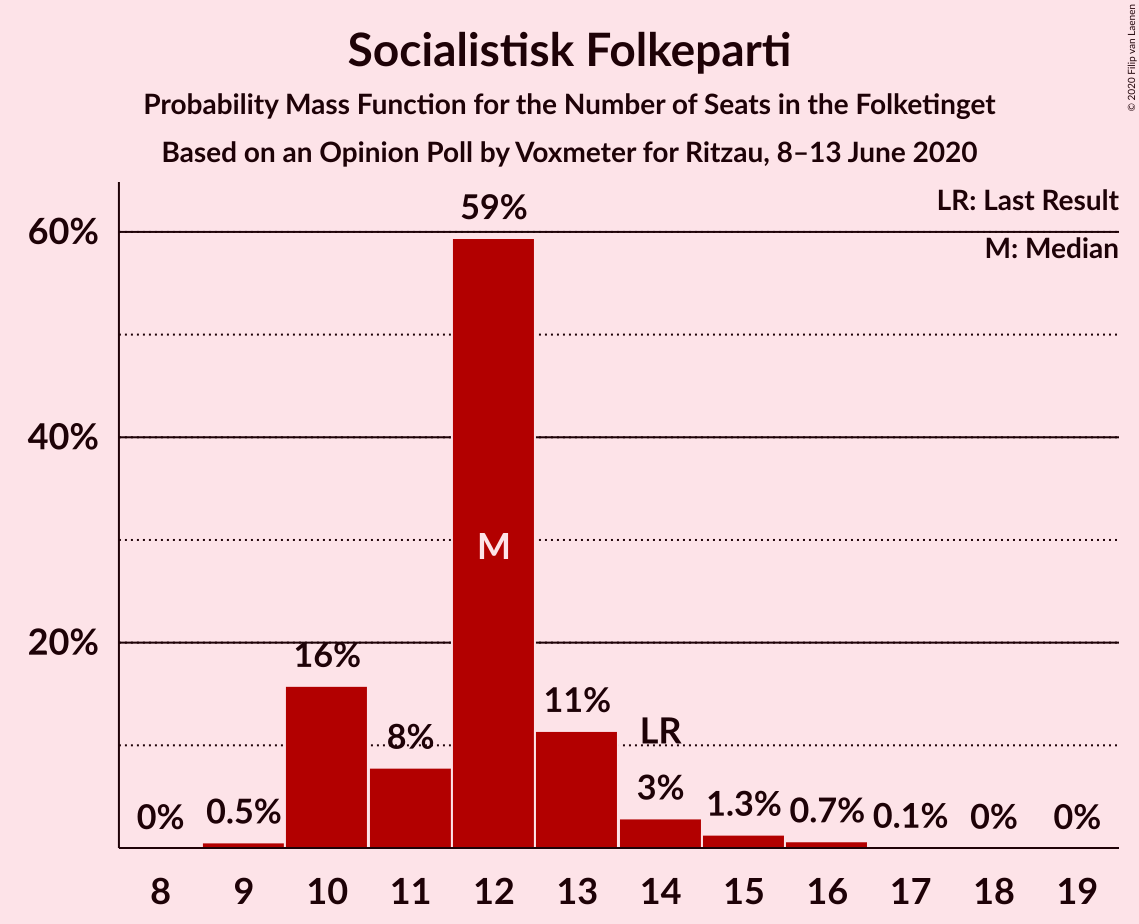 Socialistisk Folkeparti
Probability Mass Function for the Number of Seats in the Folketinget
Based on an Opinion Poll by Voxmeter for Ritzau, 8–13 June 2020
© 2020 Filip van Laenen
LR: Last Result
M: Median
60%
40%
20%
0%
0.5%
16%
8%
59%
M
11%
LR
3%
1.3%
0.7%
0.1%
0%
0%
8 9 10 11 12 13 14 15 16 17 18 19